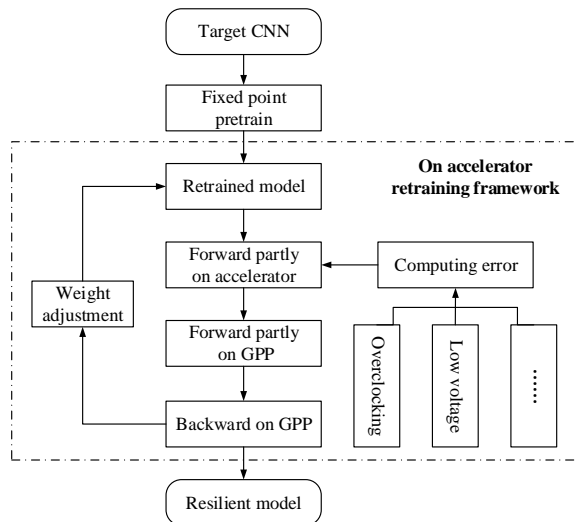 Target CNN
Fixed point
pretrain
On accelerator
retraining framework
Retrained model
Forward partly
on accelerator
Computing error
Weight
adjustment
Forward partly
on GPP
Overclocking
Low voltage
.......
Backward on GPP
Resilient model